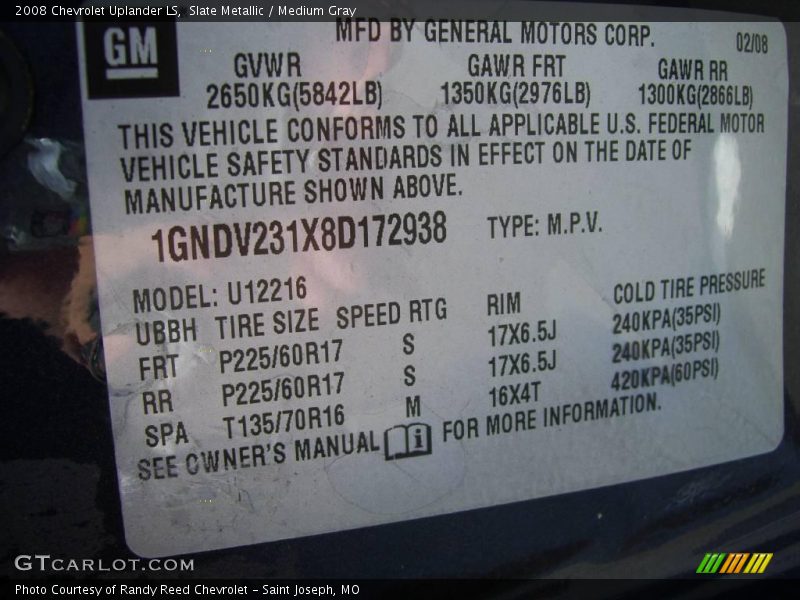 2008 Chevrolet Uplander LS, Slate Metallic / Medium Gray
GM
MFD BY GENERAL MOTORS CORP.
02/08
GVWR GAWR FRT GAWR RR
2650KG(5842LB) 1350KG(2976LB) 1300KG(2866LB)
THIS VEHICLE CONFORMS TO ALL APPLICABLE U.S. FEDERAL MOTOR
VEHICLE SAFETY STANDARDS IN EFFECT ON THE DATE OF
MANUFACTURE SHOWN ABOVE.
1GNDV231X8D172938 TYPE: M.P.V.
MODEL: U12216
UBBH TIRE SIZE SPEED RTG RIM COLD TIRE PRESSURE
FRT P225/60R17 S 17X6.5J 240KPA(35PSI)
RR P225/60R17 S 17X6.5J 240KPA(35PSI)
SPA T135/70R16 M 16X4T 420KPA(60PSI)
SEE OWNER'S MANUAL i FOR MORE INFORMATION.
GTcarlot.com
Photo Courtesy of Randy Reed Chevrolet – Saint Joseph, MO